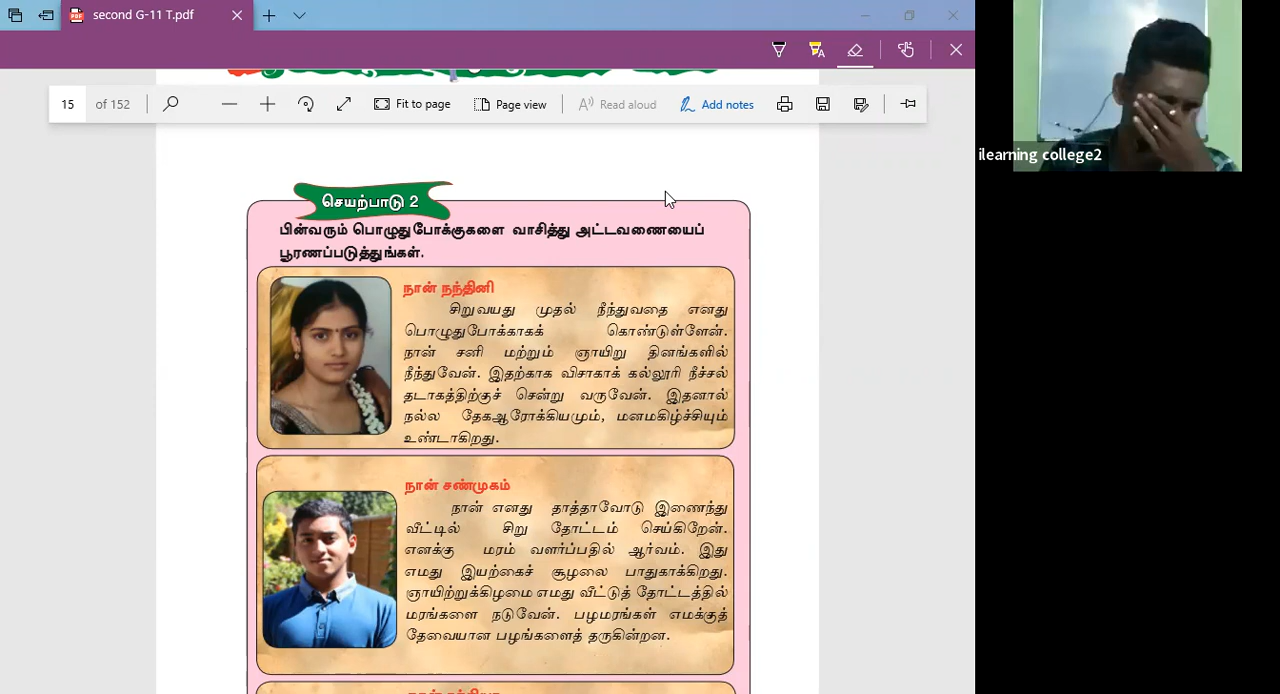 second G-11 T.pdf
15 of 152
Fit to page
Page view
Read aloud
Add notes
ilearning college2
செயற்பாடு 2
பின்வரும் பொழுதுபோக்குகளை வாசித்து அட்டவணையைப்
பூரணப்படுத்துங்கள்.
நான் நந்தினி
சிறுவயது முதல் நீந்துவதை எனது
பொழுதுபோக்காகக் கொண்டுள்ளேன்.
நான் சனி மற்றும் ஞாயிறு தினங்களில்
நீந்துவேன். இதற்காக விசாகாக் கல்லூரி நீச்சல்
தடாகத்திற்குச் சென்று வருவேன். இதனால்
நல்ல தேகஆரோக்கியமும், மனமகிழ்ச்சியும்
உண்டாகிறது.
நான் சண்முகம்
நான் எனது தாத்தாவோடு இணைந்து
வீட்டில் சிறு தோட்டம் செய்கிறேன்.
எனக்கு மரம் வளர்ப்பதில் ஆர்வம். இது
எமது இயற்கைச் சூழலை பாதுகாக்கிறது.
ஞாயிற்றுக்கிழமை எமது வீட்டுத் தோட்டத்தில்
மரங்களை நடுவேன். பழமரங்கள் எமக்குத்
தேவையான பழங்களைத் தருகின்றன.